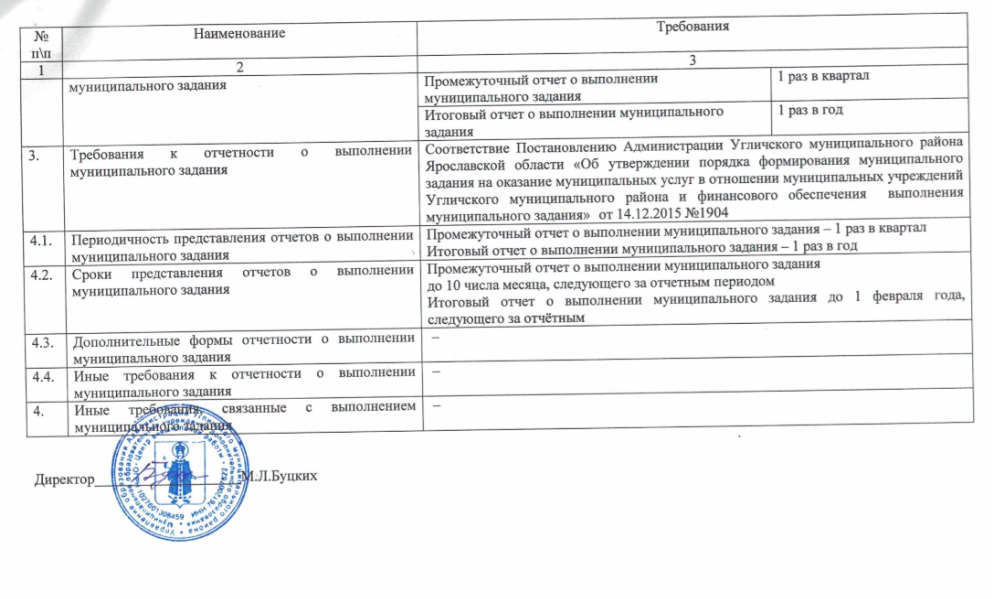 № Наименование Требования
п\п
1 2 3
муниципального задания Промежуточный отчет о выполнении 1 раз в квартал
муниципального задания
Итоговый отчет о выполнении муниципального 1 раз в год
задания
3. Требования к отчетности о выполнении Соответствие Постановлению Администрации Угличского муниципального района
муниципального задания Ярославской области «Об утверждении порядка формирования муниципального
задания на оказание муниципальных услуг в отношении муниципальных учреждений
Угличского муниципального района и финансового обеспечения выполнения
муниципального задания» от 14.12.2015 №1904
4.1. Периодичность представления отчетов о выполнении Промежуточный отчет о выполнении муниципального задания – 1 раз в квартал
муниципального задания Итоговый отчет о выполнении муниципального задания – 1 раз в год
4.2. Сроки представления отчетов о выполнении Промежуточный отчет о выполнении муниципального задания
муниципального задания до 10 числа месяца, следующего за отчетным периодом
Итоговый отчет о выполнении муниципального задания до 1 февраля года,
следующего за отчётным
4.3. Дополнительные формы отчетности о выполнении –
муниципального задания
4.4. Иные требования к отчетности о выполнении –
муниципального задания
4. Иные требования, связанные с выполнением –
муниципального задания
Директор М.Л.Буцких